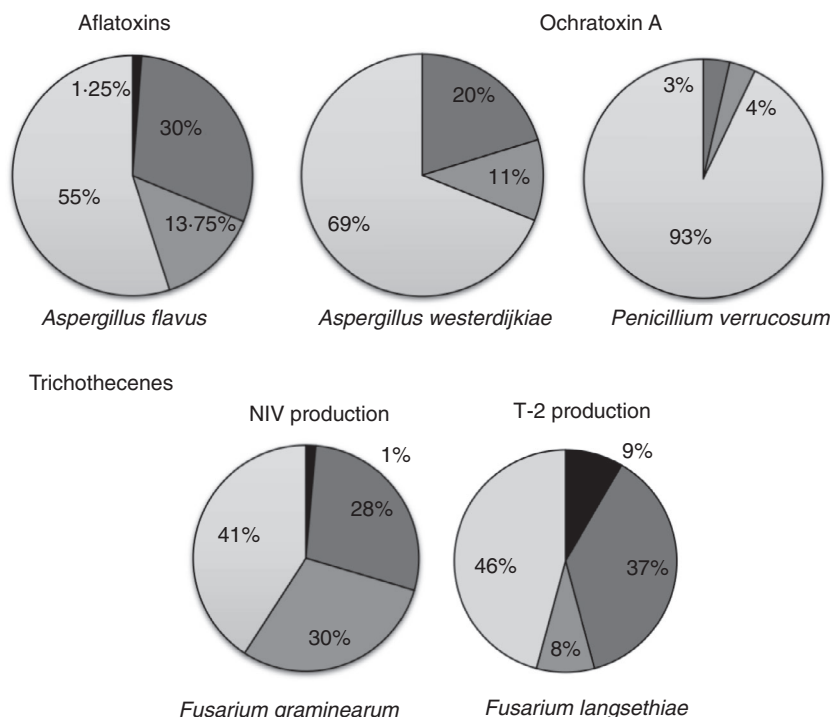 Aflatoxins
Ochratoxin A
1·25%
30%
55%
13·75%
20%
11%
69%
3%
4%
93%
Aspergillus flavus
Aspergillus westerdijkiae
Penicillium verrucosum
Trichothecenes
NIV production
T-2 production
1%
28%
41%
30%
9%
46%
37%
8%
Fusarium graminearum
Fusarium langsethiae